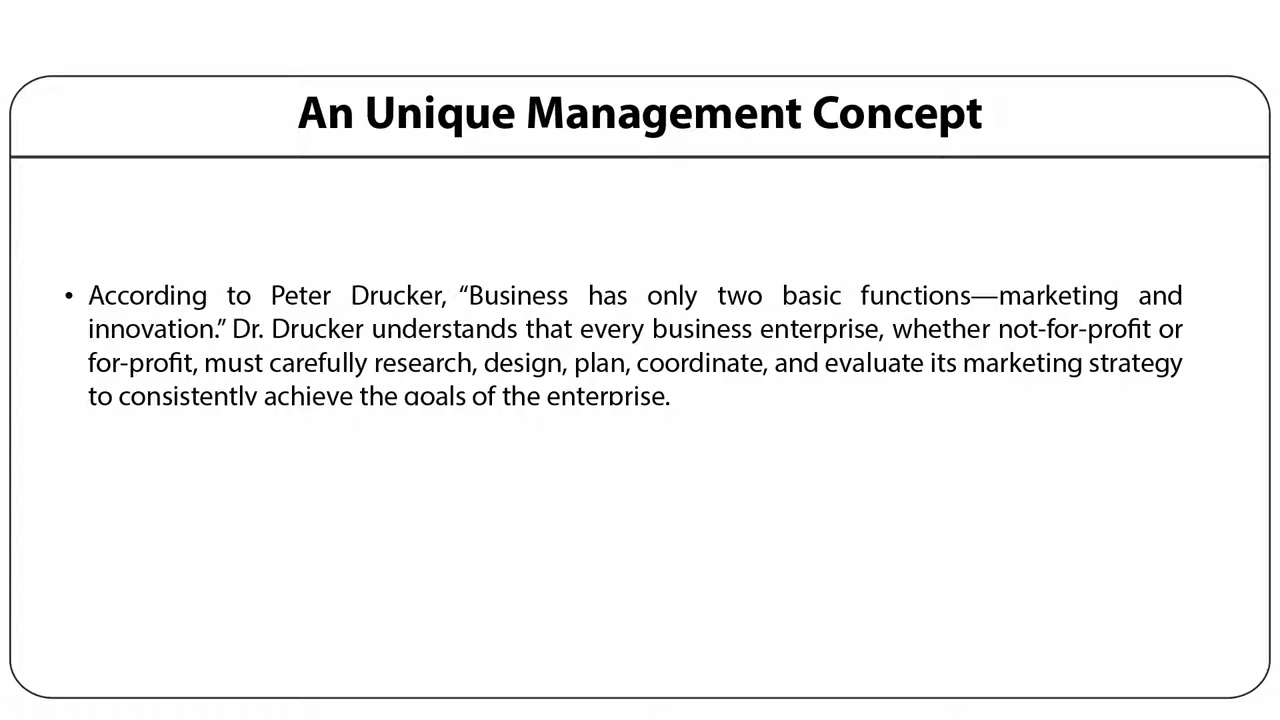 An Unique Management Concept
• According to Peter Drucker, “Business has only two basic functions—marketing and
innovation.” Dr. Drucker understands that every business enterprise, whether not-for-profit or
for-profit, must carefully research, design, plan, coordinate, and evaluate its marketing strategy
to consistently achieve the goals of the enterprise.